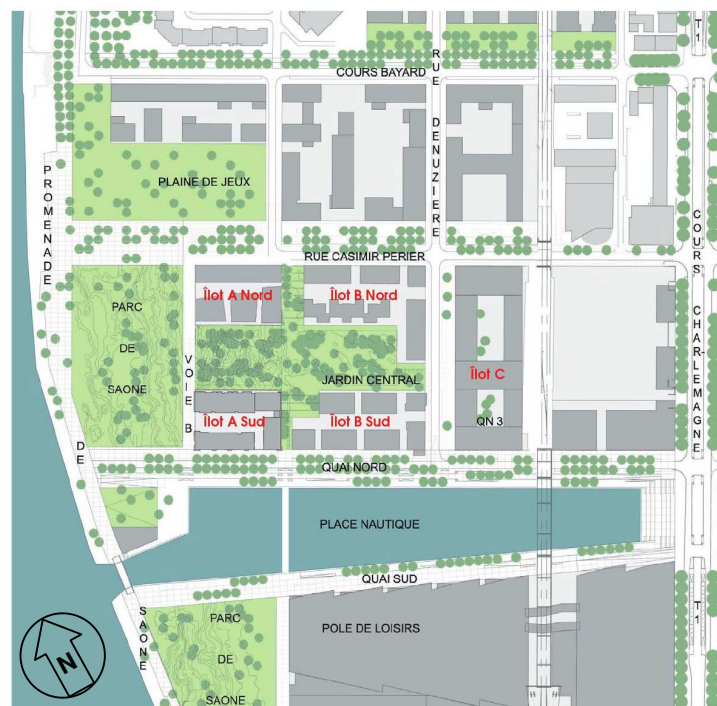 T 1
COURS BAYARD
RUE DENUZIERE
PLAINE DE JEUX
PROMENADE DE SAONE
COURS CHARLEMAGNE
RUE CASIMIR PERIER
Îlot A Nord
Îlot B Nord
PARC
DE
SAONE
VOIE B
JARDIN CENTRAL
Îlot C
Îlot A Sud
Îlot B Sud
QN 3
QUAI NORD
PLACE NAUTIQUE
QUAI SUD
T 1
PARC
DE
SAONE
POLE DE LOISIRS
N